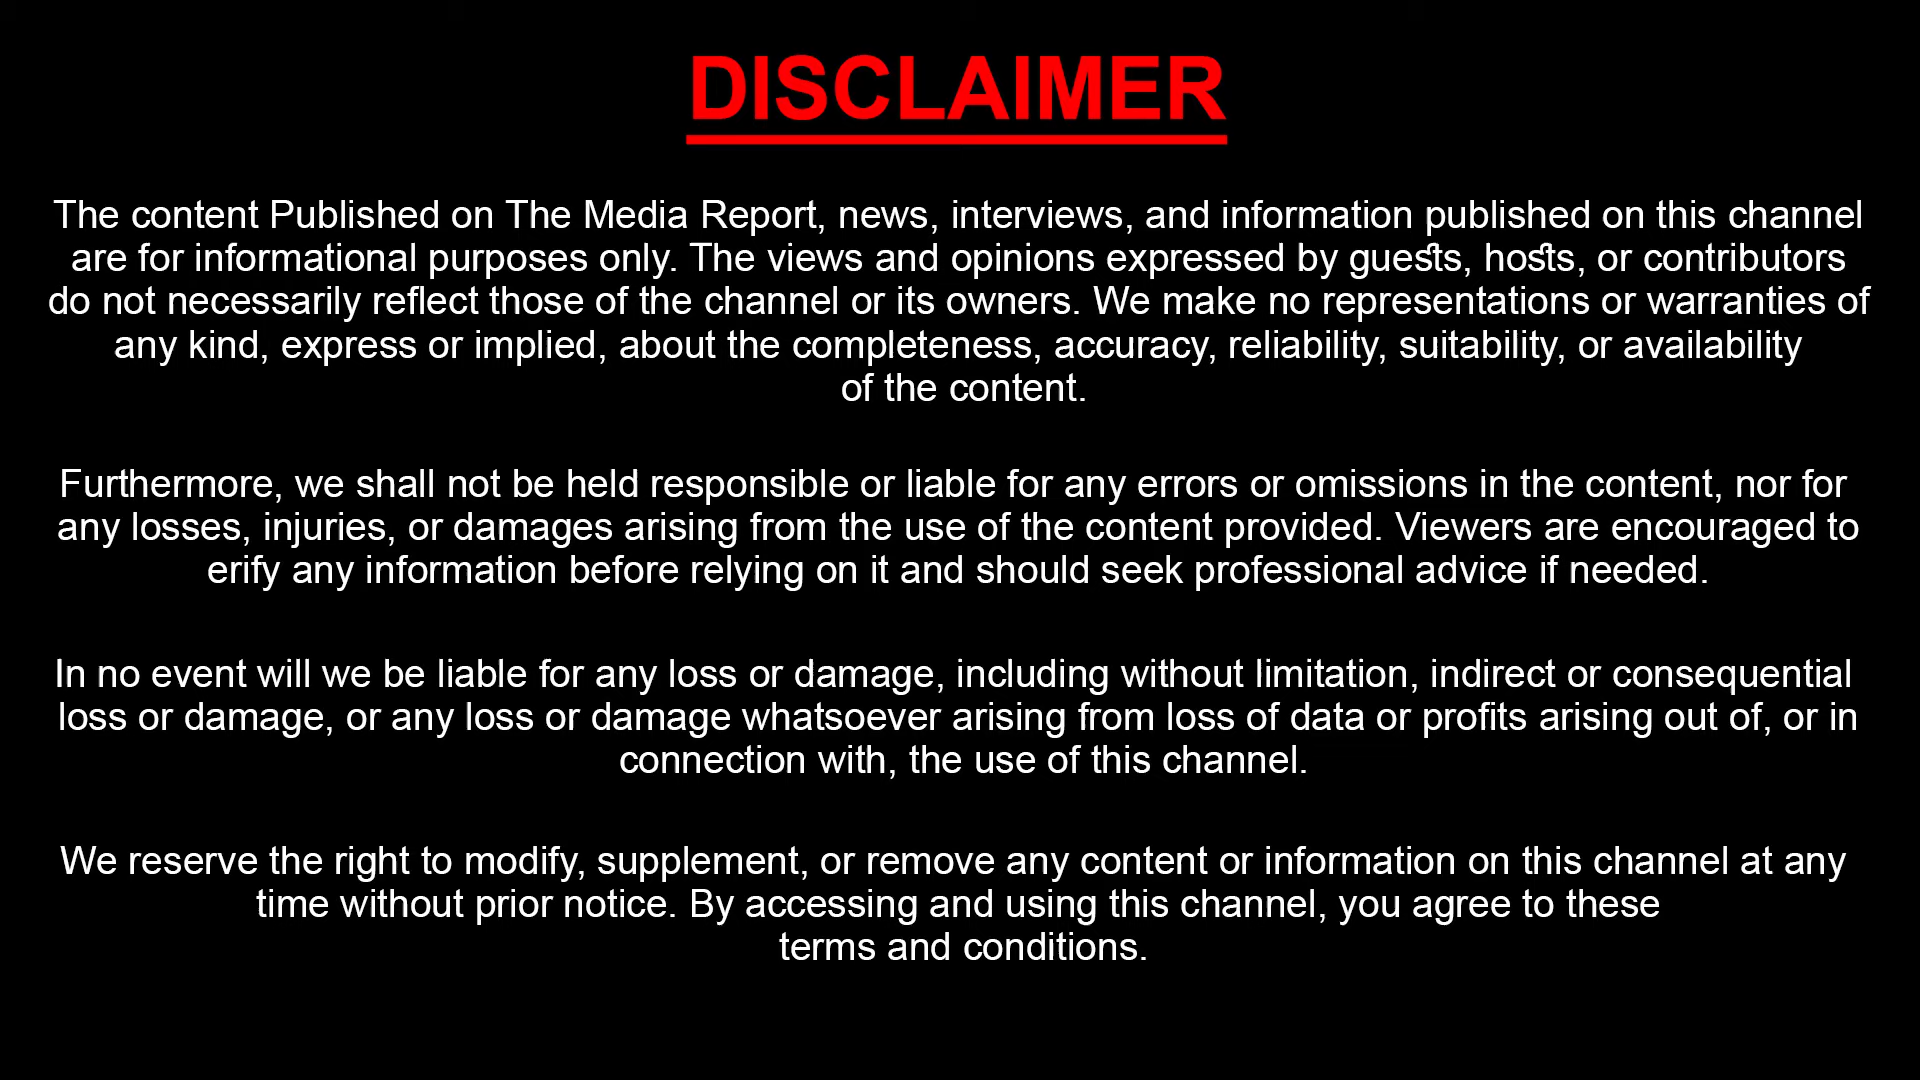 DISCLAIMER
The content Published on The Media Report, news, interviews, and information published on this channel
are for informational purposes only. The views and opinions expressed by guests, hosts, or contributors
do not necessarily reflect those of the channel or its owners. We make no representations or warranties of
any kind, express or implied, about the completeness, accuracy, reliability, suitability, or availability
of the content.
Furthermore, we shall not be held responsible or liable for any errors or omissions in the content, nor for
any losses, injuries, or damages arising from the use of the content provided. Viewers are encouraged to
erify any information before relying on it and should seek professional advice if needed.
In no event will we be liable for any loss or damage, including without limitation, indirect or consequential
loss or damage, or any loss or damage whatsoever arising from loss of data or profits arising out of, or in
connection with, the use of this channel.
We reserve the right to modify, supplement, or remove any content or information on this channel at any
time without prior notice. By accessing and using this channel, you agree to these
terms and conditions.